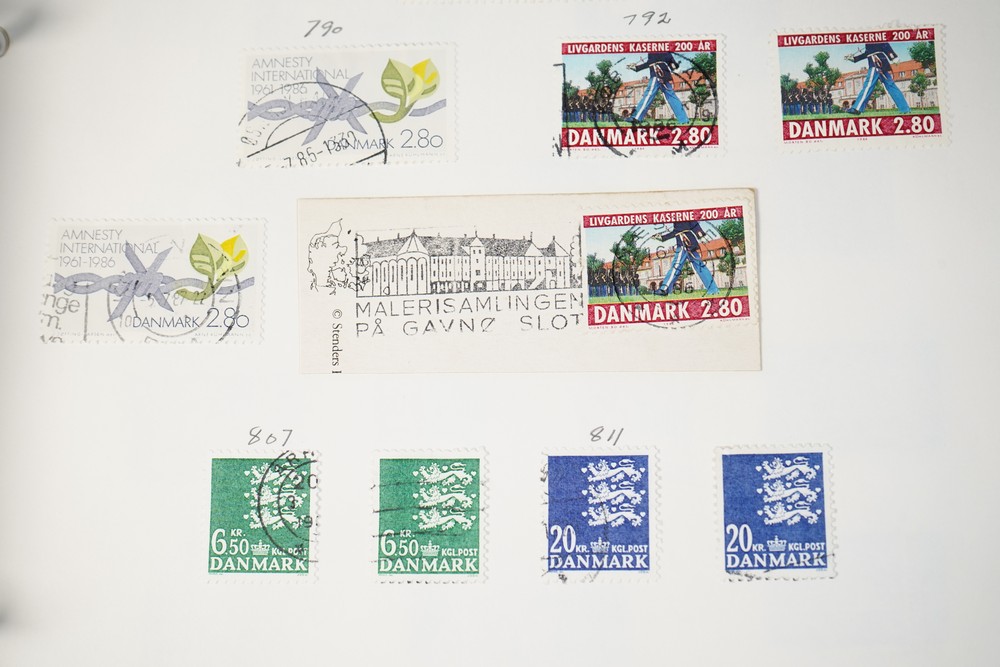 790
792
AMNESTY
INTERNATIONAL
1961-1986
DANMARK 2.80
LIVGARDENS KASERNE 200 ÅR
DANMARK 2.80
LIVGARDENS KASERNE 200 ÅR
DANMARK 2.80
AMNESTY
INTERNATIONAL
1961-1986
DANMARK 2.80
MALERISAMLINGEN
PÅ GAVNØ SLOT
© Stenders
LIVGARDENS KASERNE 200 ÅR
DANMARK 2.80
807
811
6 KR.
50 KGL.POST
DANMARK
6 KR.
50 KGL.POST
DANMARK
20 KR. KGL.POST
DANMARK
20 KR. KGL.POST
DANMARK